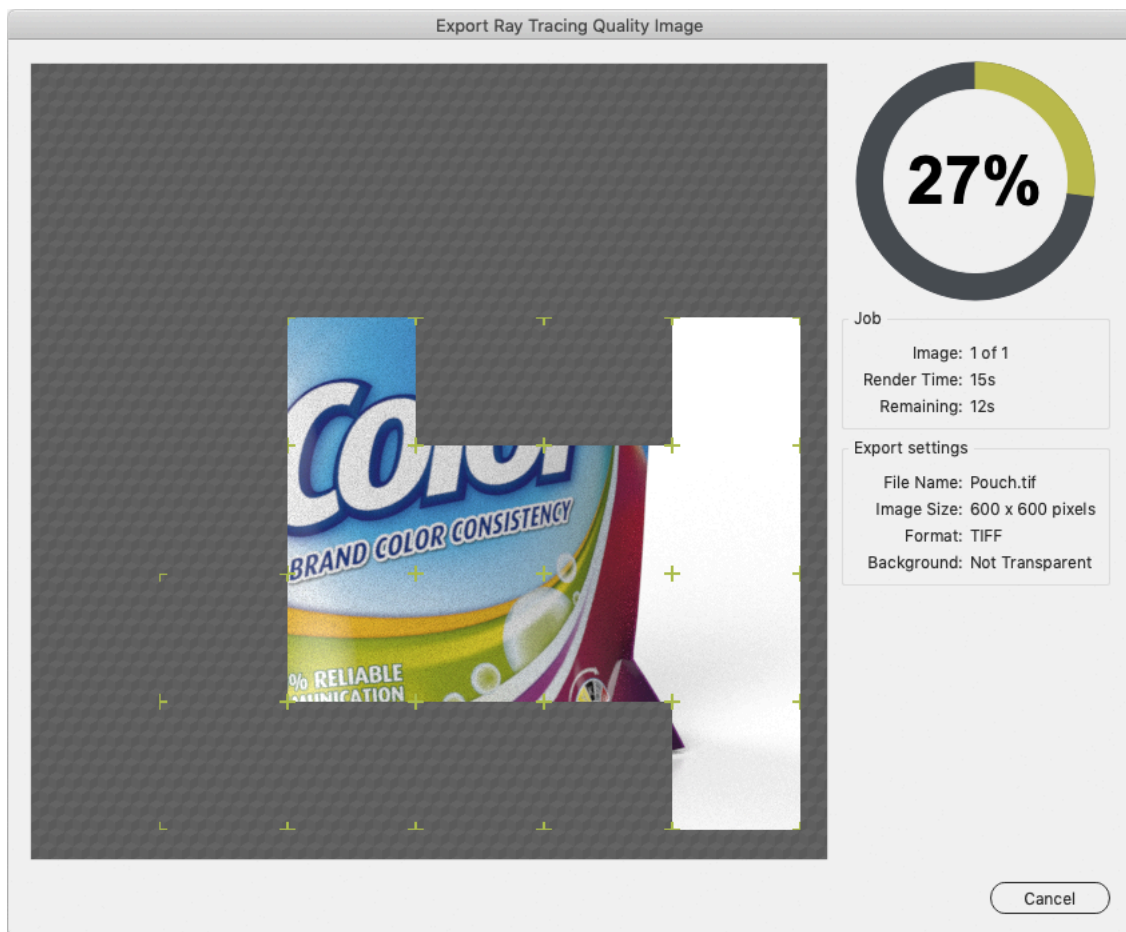 Export Ray Tracing Quality Image
27%
Job
Image: 1 of 1
Render Time: 15s
Remaining: 12s
Export settings
File Name: Pouch.tif
Image Size: 600 x 600 pixels
Format: TIFF
Background: Not Transparent
Color
BRAND COLOR CONSISTENCY
% RELIABLE
MUNICATION
Cancel